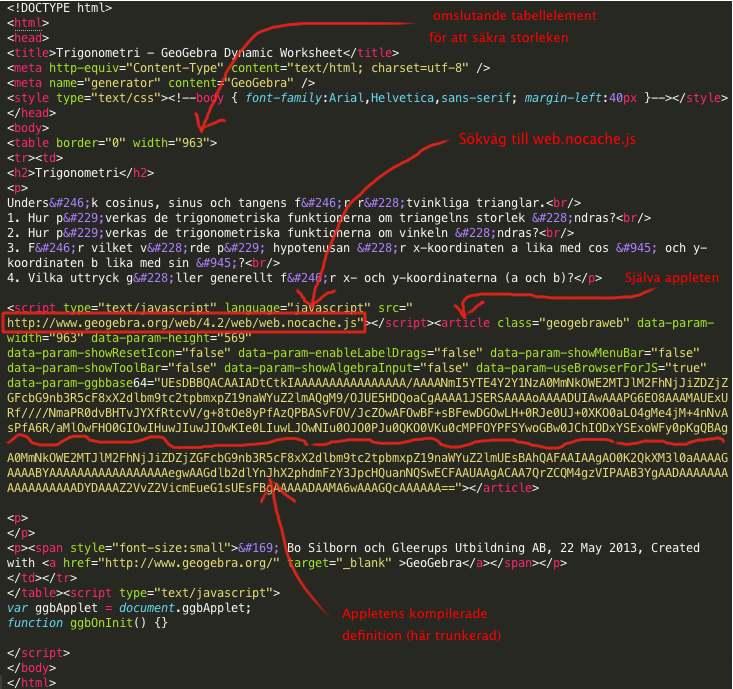 <!DOCTYPE html>
<html>
<head>
omslutande tabellelement
för att säkra storleken
<title>Trigonometri - GeoGebra Dynamic Worksheet</title>
<meta http-equiv="Content-Type" content="text/html; charset=utf-8" />
<meta name="generator" content="GeoGebra" />
<style type="text/css"><!--body { font-family:Arial,Helvetica,sans-serif; margin-left:40px }--></style>
</head>
<body>
<table border="0" width="963">
Sökväg till web.nocache.js
<tr><td>
<h2>Trigonometri</h2>
<p>
Unders&#246;k cosinus, sinus och tangens f&#246;r r&#228;tvinkliga trianglar.<br/>
1. Hur p&#229;verkas de trigonometriska funktionerna om triangelns storlek &#228;ndras?<br/>
2. Hur p&#229;verkas de trigonometriska funktionerna om vinkeln &#228;ndras?<br/>
3. F&#246;r vilket v&#228;rde p&#229; hypotenusan &#228;r x-koordinaten a lika med cos &#945; och y-
koordinaten b lika med sin &#945;?<br/>
4. Vilka uttryck g&#228;ller generellt f&#246;r x- och y-koordinaterna (a och b)?</p>
Själva appleten
<script type="text/javascript" language="javascript" src="
http://www.geogebra.org/web/4.2/web/web.nocache.js"></script><article class="geogebraweb" data-param-
width="963" data-param-height="569"
data-param-showResetIcon="false" data-param-enableLabelDrags="false" data-param-showMenuBar="false"
data-param-showToolBar="false" data-param-showAlgebraInput="false" data-param-useBrowserForJS="true"
data-param-ggbbase64="UEsDBBQACAAIADtCtkIAAAAAAAAAAAAAAAAWAAAAZ2VvZ2VicmFf
</article>
<p>
</p>
<p><span style="font-size:small">&#169; Bo Silborn och Gleerups Utbildning AB, 22 May 2013, Created
with <a href="http://www.geogebra.org/" target="_blank" >GeoGebra</a></span></p>
</td></tr>
</table><script type="text/javascript">
var ggbApplet = document.ggbApplet;
function ggbOnInit() {}
Appletens kompilerade
definition (här trunkerad)
</script>
</body>
</html>